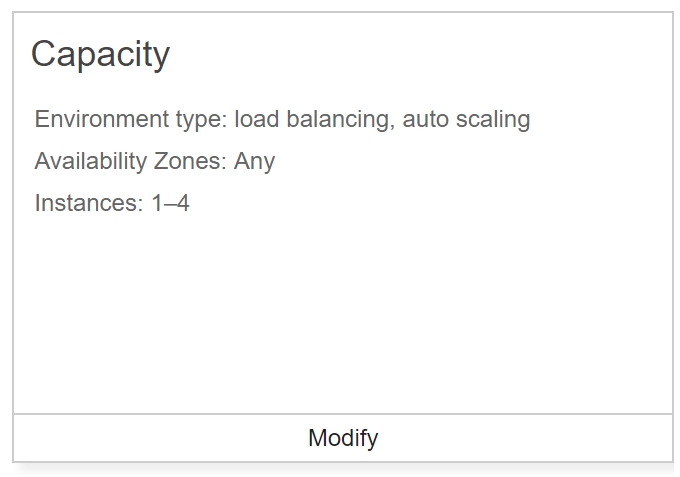 Capacity
Environment type: load balancing, auto scaling
Availability Zones: Any
Instances: 1–4
Modify